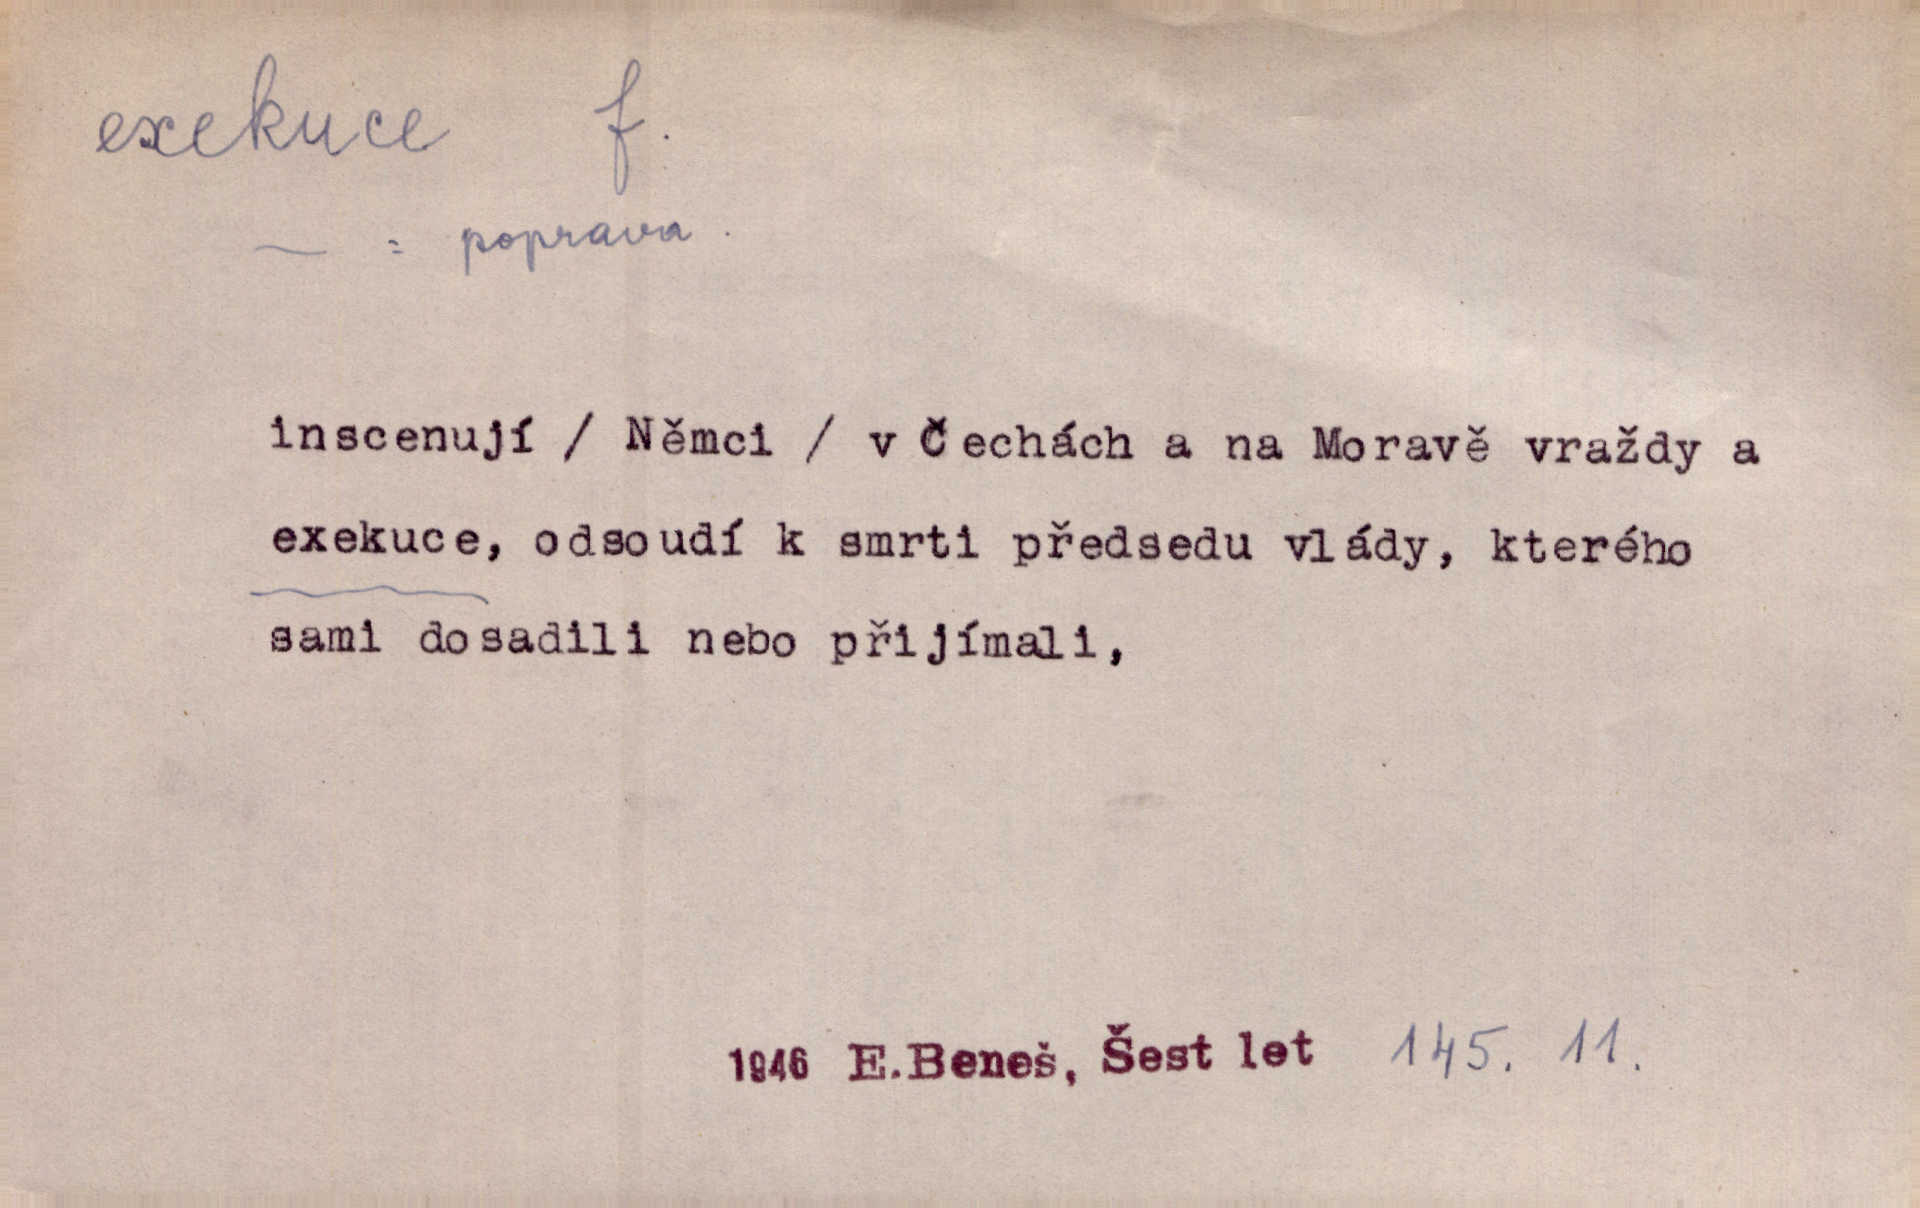 exekuce f.
— = poprava.
inscenují / Němci / v Čechách a na Moravě vraždy a
exekuce, odsoudí k smrti předsedu vlády, kterého
sami dosadili nebo přijímali,
1946 E.Beneš, Šest let 145. 11.